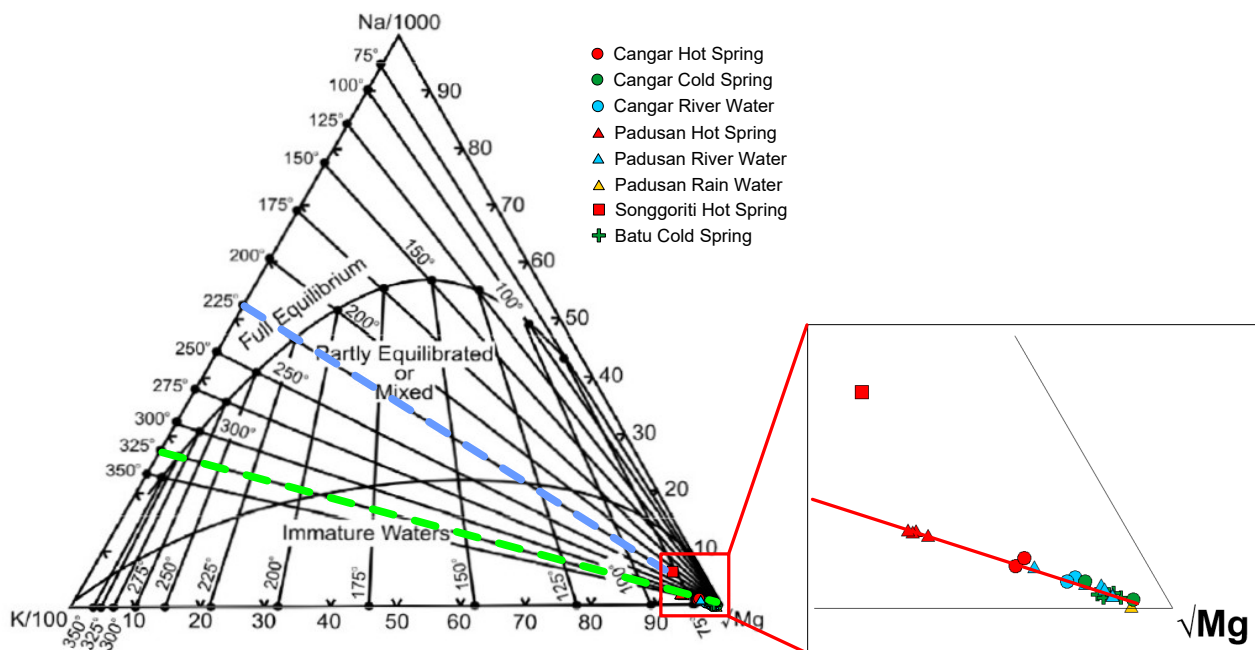 Na/1000
75°
100°
125°
150°
175°
200°
225°
250°
275°
300°
325°
350°
90
80
70
60
50
40
30
20
10
Full Equilibrium
150°
100°
200°
250°
300°
Partly Equilibrated
or
Mixed
Immature Waters
275°
250°
225°
200°
175°
150°
125°
100°
75°
K/100
10
20
30
40
50
60
70
80
90
√Mg
350°
325°
300°
Cangar Hot Spring
Cangar Cold Spring
Cangar River Water
Padusan Hot Spring
Padusan River Water
Padusan Rain Water
Songgoriti Hot Spring
Batu Cold Spring
√Mg